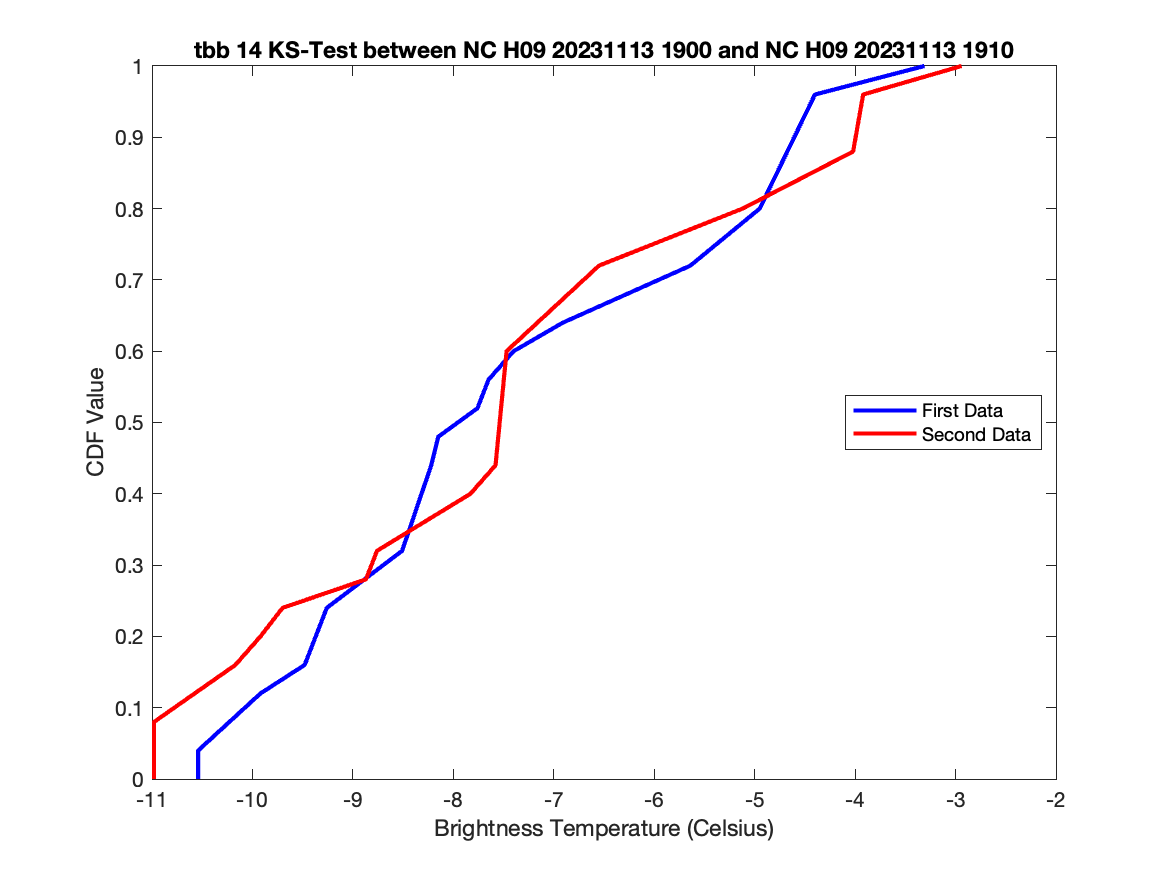 tbb 14 KS-Test between NC H09 20231113 1900 and NC H09 20231113 1910
1
0.9
0.8
0.7
0.6
0.5
0.4
0.3
0.2
0.1
0
CDF Value
First Data
Second Data
-11 -10 -9 -8 -7 -6 -5 -4 -3 -2
Brightness Temperature (Celsius)